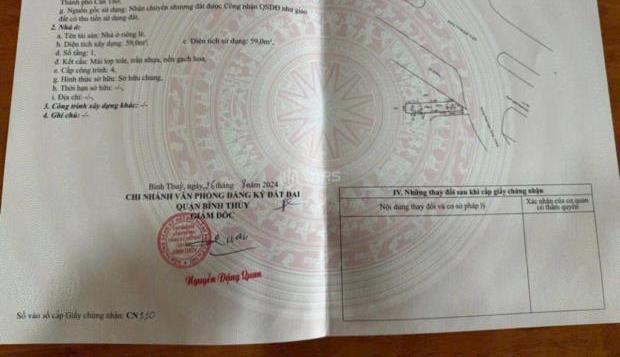 Thành phố Cần Thơ.
g. Nguồn gốc sử dụng: Nhận chuyển nhượng đất được Công nhận QSDĐ như giao
đất có thu tiền sử dụng đất.
2. Nhà ở:
a. Tên tài sản: Nhà ở riêng lẻ,
b. Diện tích xây dựng: 59,0m², c. Diện tích sử dụng: 59,0m²,
d. Số tầng: 1,
đ. Kết cấu: Mái lợp tole, trần nhựa, nền gạch hoa,
e. Cấp công trình: 4,
g. Hình thức sở hữu: Sở hữu chung,
h. Thời hạn sở hữu: -/-,
i. Địa chỉ: -/-.
3. Công trình xây dựng khác: -/-
4. Ghi chú: -/-
Bình Thuỷ, ngày 26 tháng 8 năm 2024
CHI NHÁNH VĂN PHÒNG ĐĂNG KÝ ĐẤT ĐAI
QUẬN BÌNH THỦY
GIÁM ĐỐC
Nguyễn Đặng Quan
Số vào sổ cấp Giấy chứng nhận: CN
IV. Những thay đổi sau khi cấp giấy chứng nhận
Nội dung thay đổi và cơ sở pháp lý
Xác nhận của cơ quan
có thẩm quyền